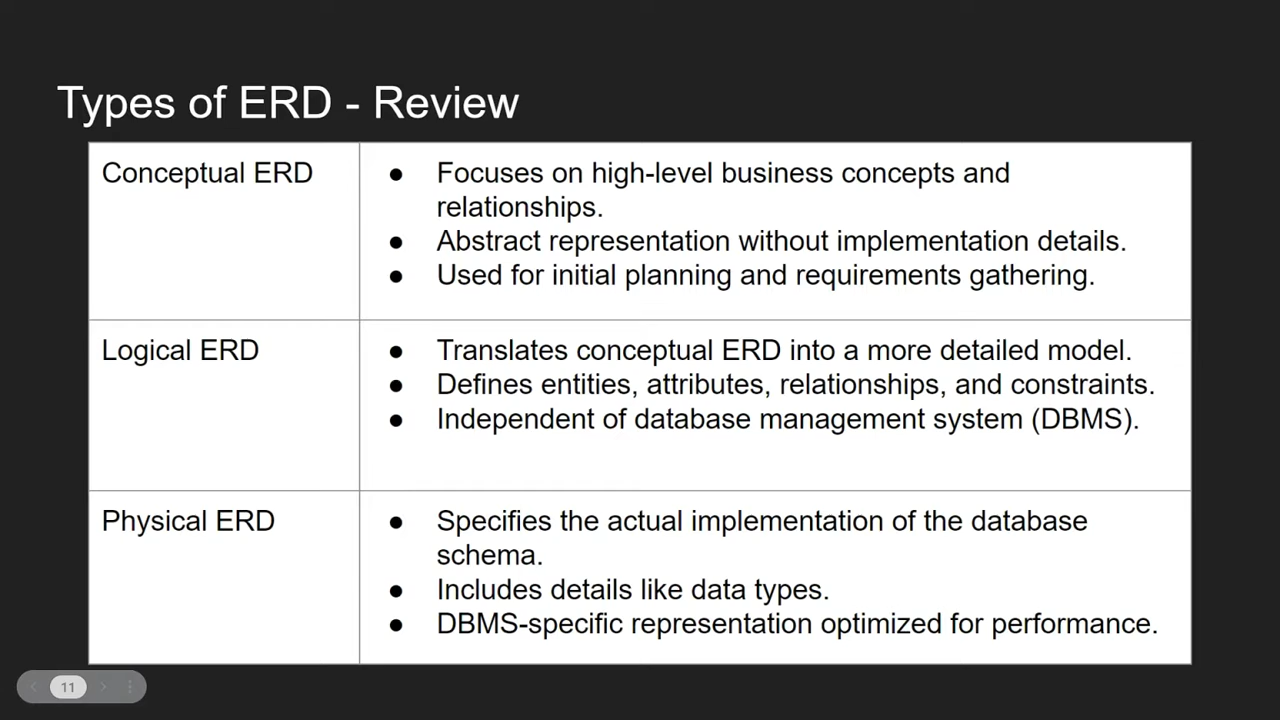 Types of ERD - Review
Conceptual ERD
● Focuses on high-level business concepts and
relationships.
● Abstract representation without implementation details.
● Used for initial planning and requirements gathering.
Logical ERD
● Translates conceptual ERD into a more detailed model.
● Defines entities, attributes, relationships, and constraints.
● Independent of database management system (DBMS).
Physical ERD
● Specifies the actual implementation of the database
schema.
● Includes details like data types.
● DBMS-specific representation optimized for performance.
11